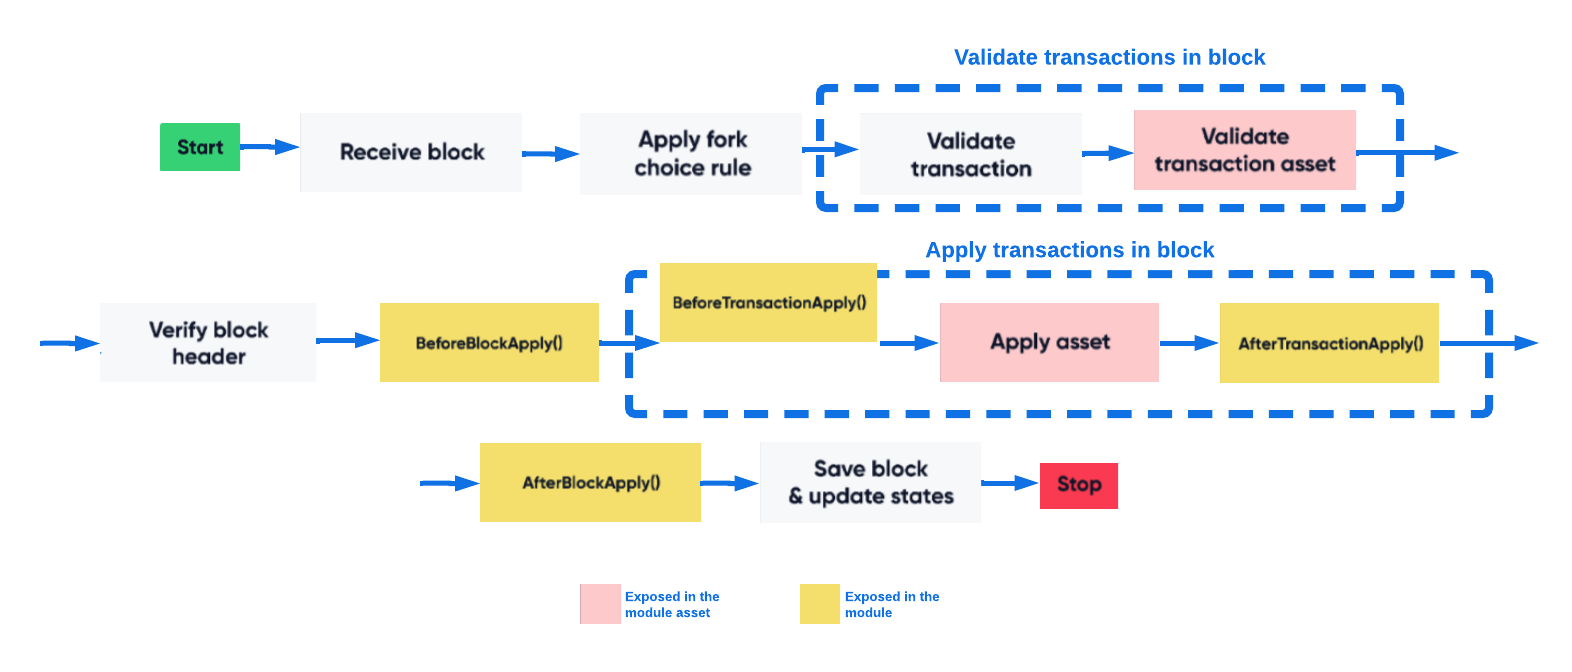 Validate transactions in block
Start
Receive block
Apply fork
choice rule
Validate
transaction
Validate
transaction asset
Apply transactions in block
Verify block
header
BeforeBlockApply()
BeforeTransactionApply()
Apply asset
AfterTransactionApply()
AfterBlockApply()
Save block
& update states
Stop
Exposed in the
module asset
Exposed in the
module